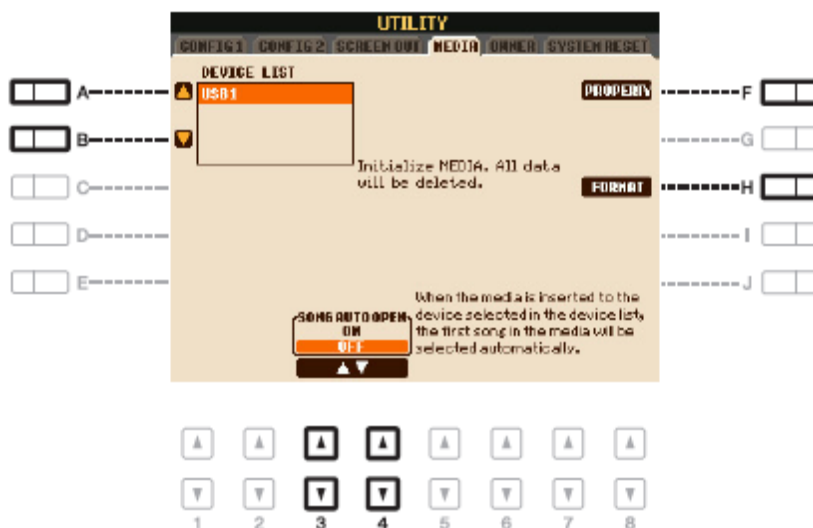 UTILITY
CONFIG 1 CONFIG 2 SCREEN OUT MEDIA OWNER SYSTEM RESET
DEVICE LIST
A USB1 PROPERTY F
B G
Initialize MEDIA. All data
will be deleted.
C FORMAT H
D I
E J
When the media is inserted to the
device selected in the device list,
the first song in the media will be
selected automatically.
SONG AUTO OPEN
ON
OFF
1 2 3 4 5 6 7 8